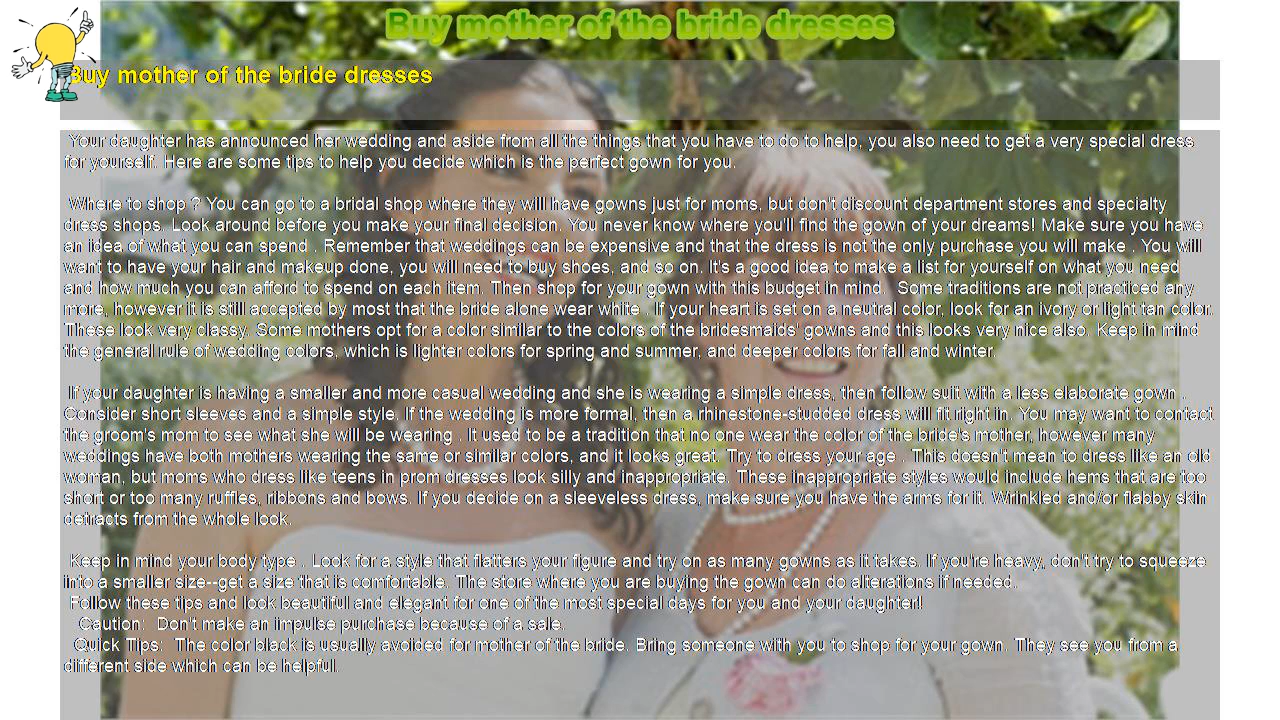 Buy mother of the bride dresses
Buy mother of the bride dresses
Your daughter has announced her wedding and aside from all the things that you have to do to help, you also need to get a very special dress
for yourself. Here are some tips to help you decide which is the perfect gown for you.
Where to shop ? You can go to a bridal shop where they will have gowns just for moms, but don't discount department stores and specialty
dress shops. Look around before you make your final decision. You never know where you'll find the gown of your dreams! Make sure you have
an idea of what you can spend . Remember that weddings can be expensive and that the dress is not the only purchase you will make . You will
want to have your hair and makeup done, you will need to buy shoes, and so on. It's a good idea to make a list for yourself on what you need
and how much you can afford to spend on each item. Then shop for your gown with this budget in mind . Some traditions are not practiced any
more, however it is still accepted by most that the bride alone wear white . If your heart is set on a neutral color, look for an ivory or light tan color.
These look very classy. Some mothers opt for a color similar to the colors of the bridesmaids' gowns and this looks very nice also. Keep in mind
the general rule of wedding colors, which is lighter colors for spring and summer, and deeper colors for fall and winter.
If your daughter is having a smaller and more casual wedding and she is wearing a simple dress, then follow suit with a less elaborate gown .
Consider short sleeves and a simple style. If the wedding is more formal, then a rhinestone-studded dress will fit right in. You may want to contact
the groom's mom to see what she will be wearing . It used to be a tradition that no one wear the color of the bride's mother, however many
weddings have both mothers wearing the same or similar colors, and it looks great. Try to dress your age . This doesn't mean to dress like an old
woman, but moms who dress like teens in prom dresses look silly and inappropriate. These inappropriate styles would include hems that are too
short or too many ruffles, ribbons and bows. If you decide on a sleeveless dress, make sure you have the arms for it. Wrinkled and/or flabby skin
detracts from the whole look.
Keep in mind your body type . Look for a style that flatters your figure and try on as many gowns as it takes. If you're heavy, don't try to squeeze
into a smaller size--get a size that is comfortable. The store where you are buying the gown can do alterations if needed.
Follow these tips and look beautiful and elegant for one of the most special days for you and your daughter!
Caution: Don't make an impulse purchase because of a sale.
Quick Tips: The color black is usually avoided for mother of the bride. Bring someone with you to shop for your gown. They see you from a
different side which can be helpful.